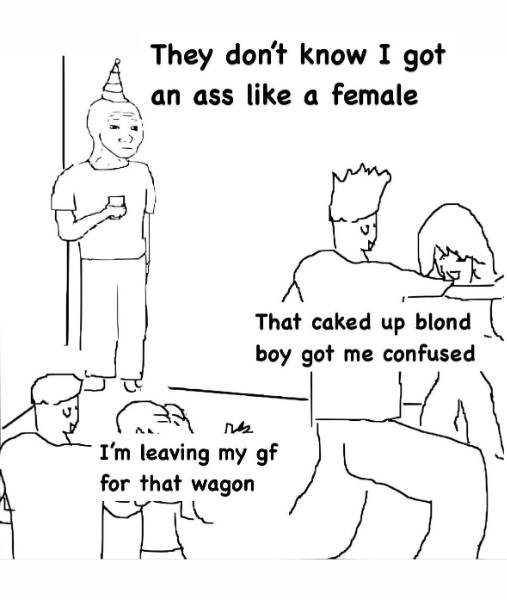 They don't know I got
an ass like a female
That caked up blond
boy got me confused
I'm leaving my gf
for that wagon